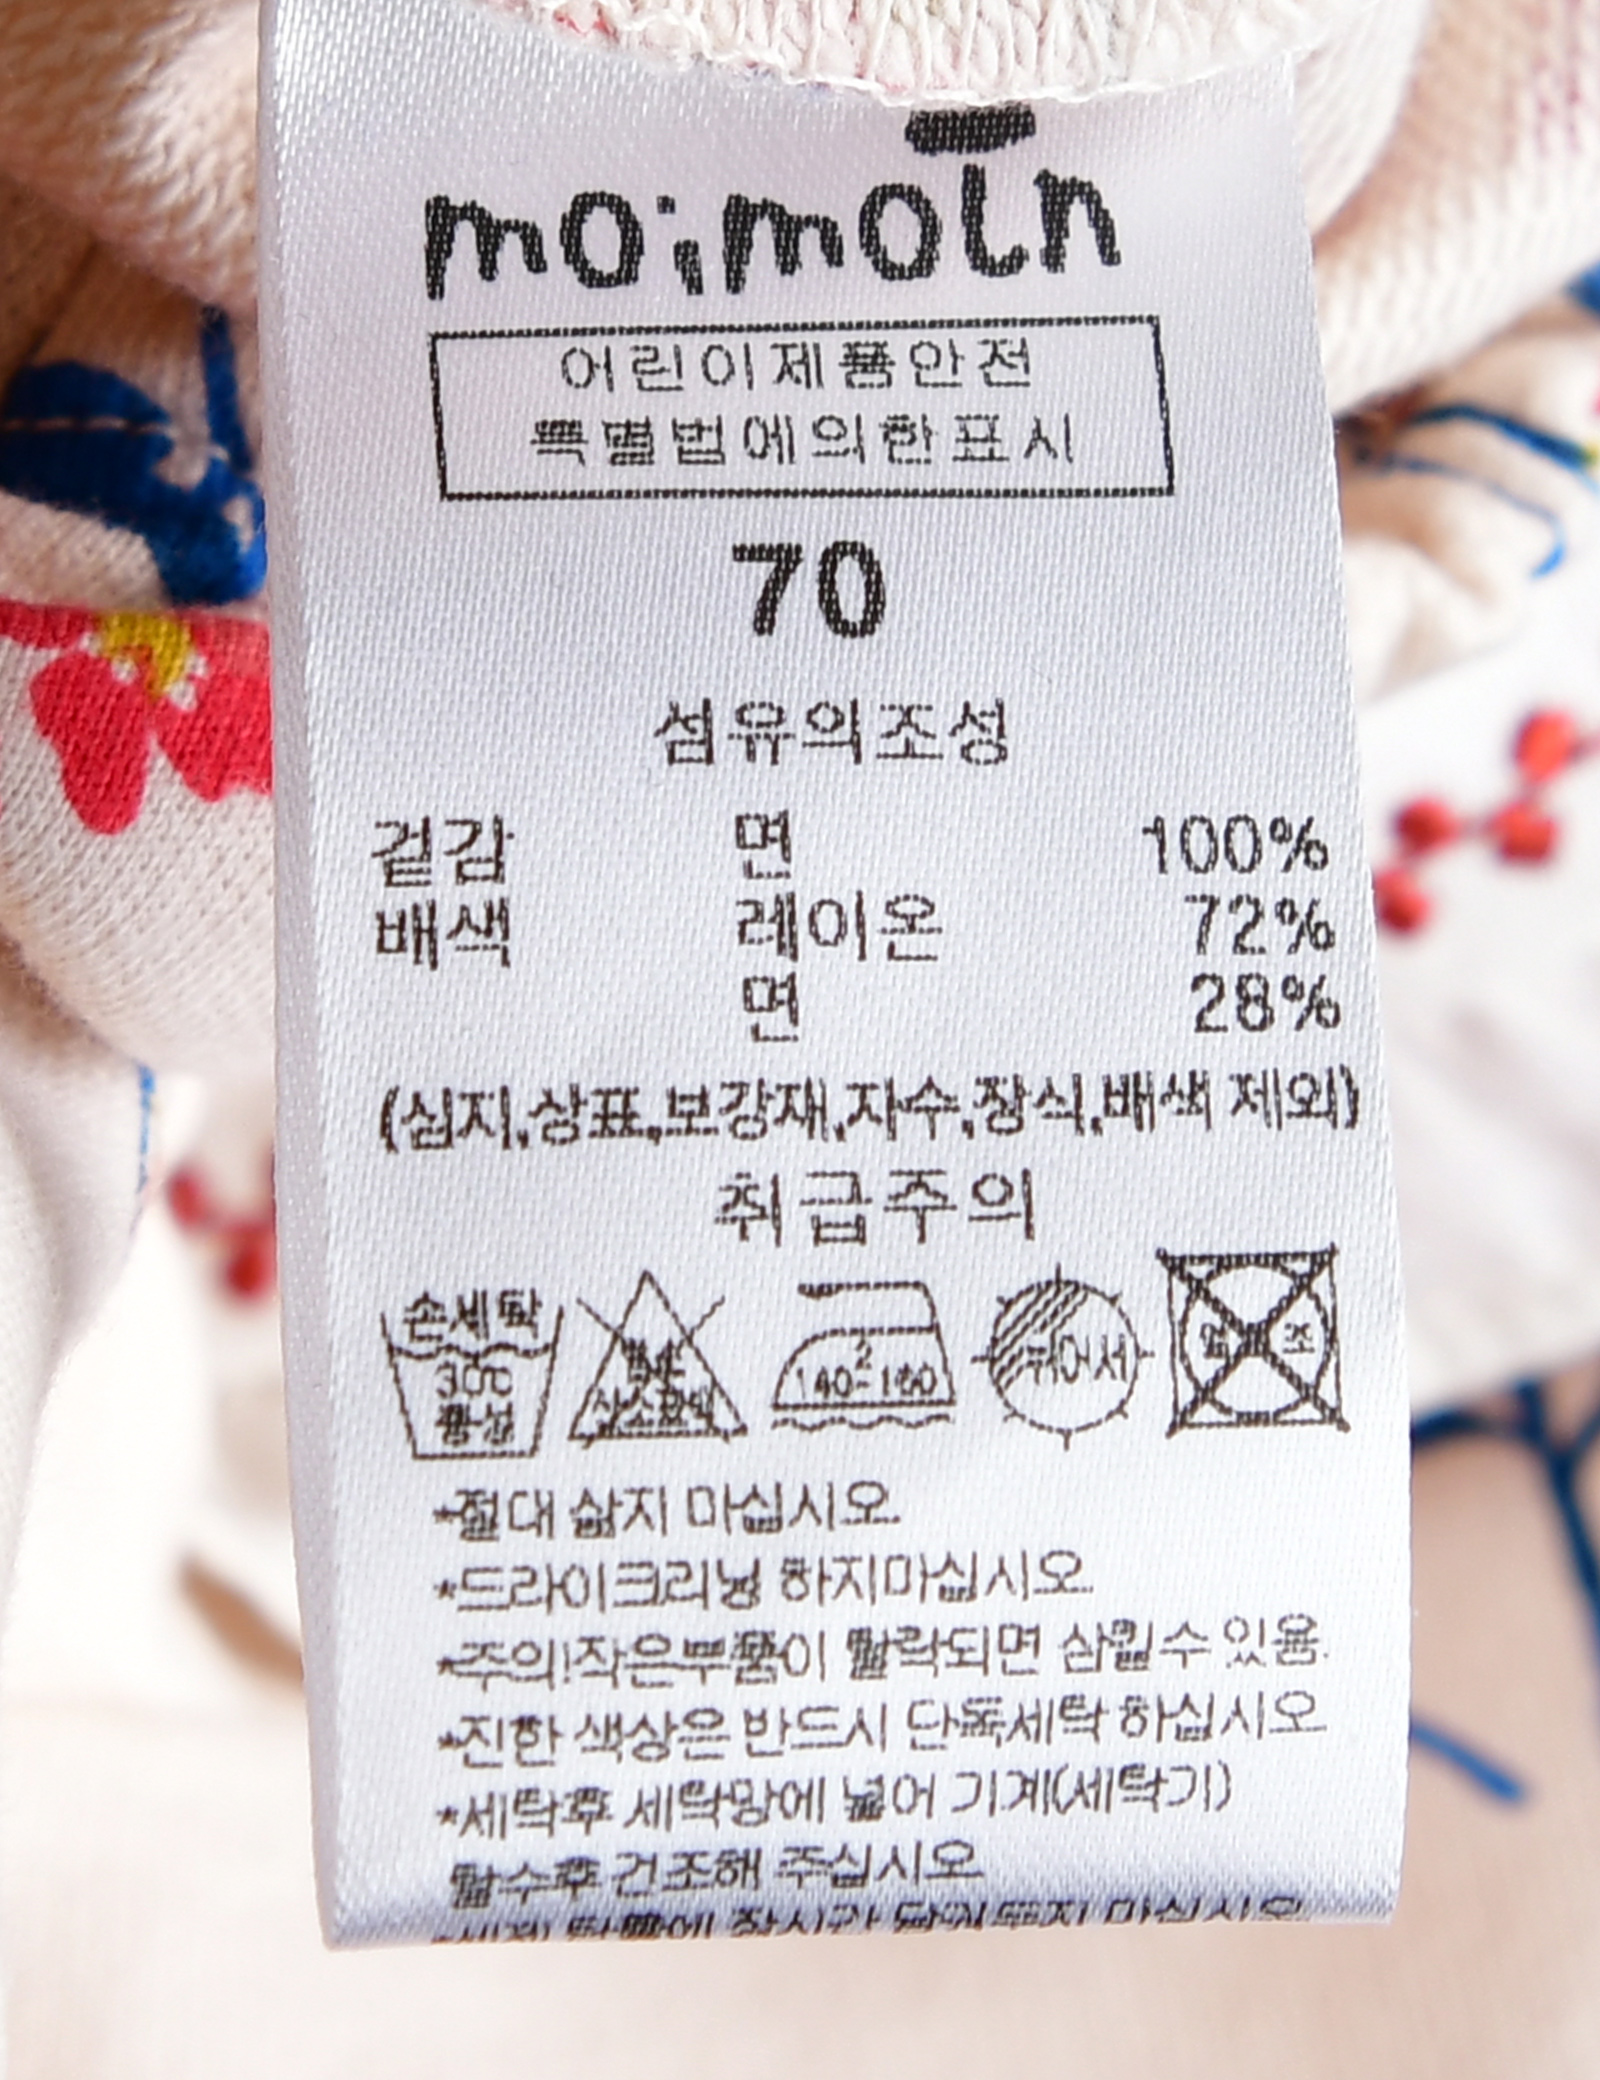 moimoln
어린이제품안전
특별법에의한표시
70
섬유의조성
겉감 면 100%
배색 레이온 72%
면 28%
(심지,상표,보강재,자수,장식,배색 제외)
취급주의
손세탁
30℃
중성
산소표백
2
140-160
뉘어서
*절대 삶지 마십시오.
*드라이크리닝 하지마십시오.
*주의!작은부품이 탈락되면 삼킬수 있음.
*진한 색상은 반드시 단독세탁 하십시오.
*세탁후 세탁망에 넣어 기계(세탁기)
탈수후 건조해 주십시오.